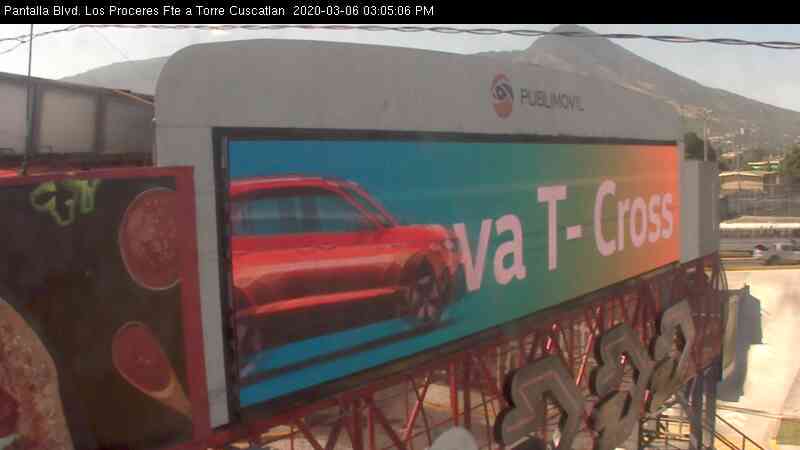 Pantalla Blvd. Los Proceres Fte a Torre Cuscatlan 2020-03-06 03:05:06 PM
PUBLIMOVIL
va T- Cross